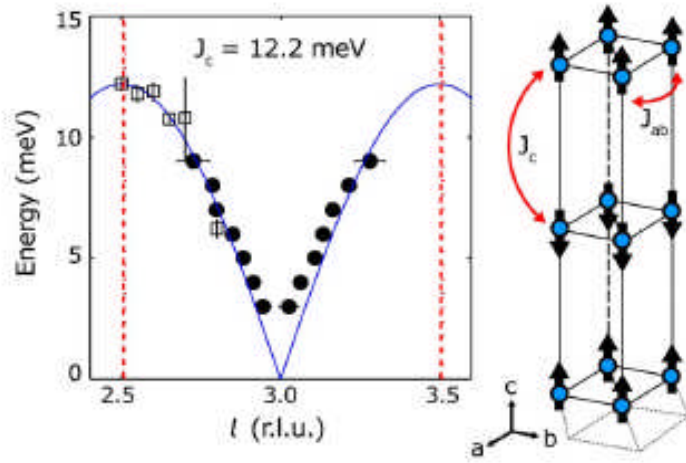 15
10
5
0
Energy (meV)
J_c = 12.2 meV
2.5
3.0
3.5
l (r.l.u.)
J_c
J_ab
c
a
b